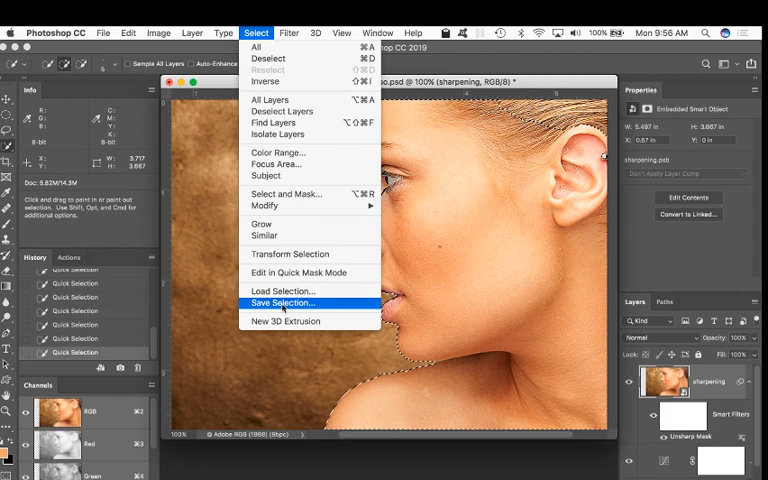 Photoshop CC File Edit Image Layer Type Select Filter 3D View Window Help 100% Mon 9:56 AM
Photoshop CC 2019
Sample All Layers Auto-Enhance
Info
R:
G:
B:
8-bit
C:
M:
Y:
K:
8-bit
X:
Y:
W: 3.717
H: 3.667
Doc: 5.82M/14.3M
Click and drag to paint in or paint out
selection. Use Shift, Opt, and Cmd for
additional options.
History Actions
Quick Selection
Quick Selection
Quick Selection
Quick Selection
Quick Selection
Quick Selection
Quick Selection
Channels
RGB ⌘2
Red ⌘3
Green ⌘4
All ⌘A
Deselect ⌘D
Reselect ⇧⌘D
Inverse ⇧⌘I
All Layers ⌥⌘A
Deselect Layers
Find Layers ⌥⇧⌘F
Isolate Layers
Color Range...
Focus Area...
Subject
Select and Mask... ⌥⌘R
Modify
Grow
Similar
Transform Selection
Edit in Quick Mask Mode
Load Selection...
Save Selection...
New 3D Extrusion
so.psd @ 100% (sharpening, RGB/8) *
100% Adobe RGB (1998) (8bpc)
Properties
Embedded Smart Object
W: 5.497 in H: 3.667 in
X: 0.67 in Y: 0 in
sharpening.psb
Don't Apply Layer Comp
Edit Contents
Convert to Linked...
Layers Paths
Kind
Normal Opacity: 100%
Lock: Fill: 100%
sharpening
Smart Filters
Unsharp Mask